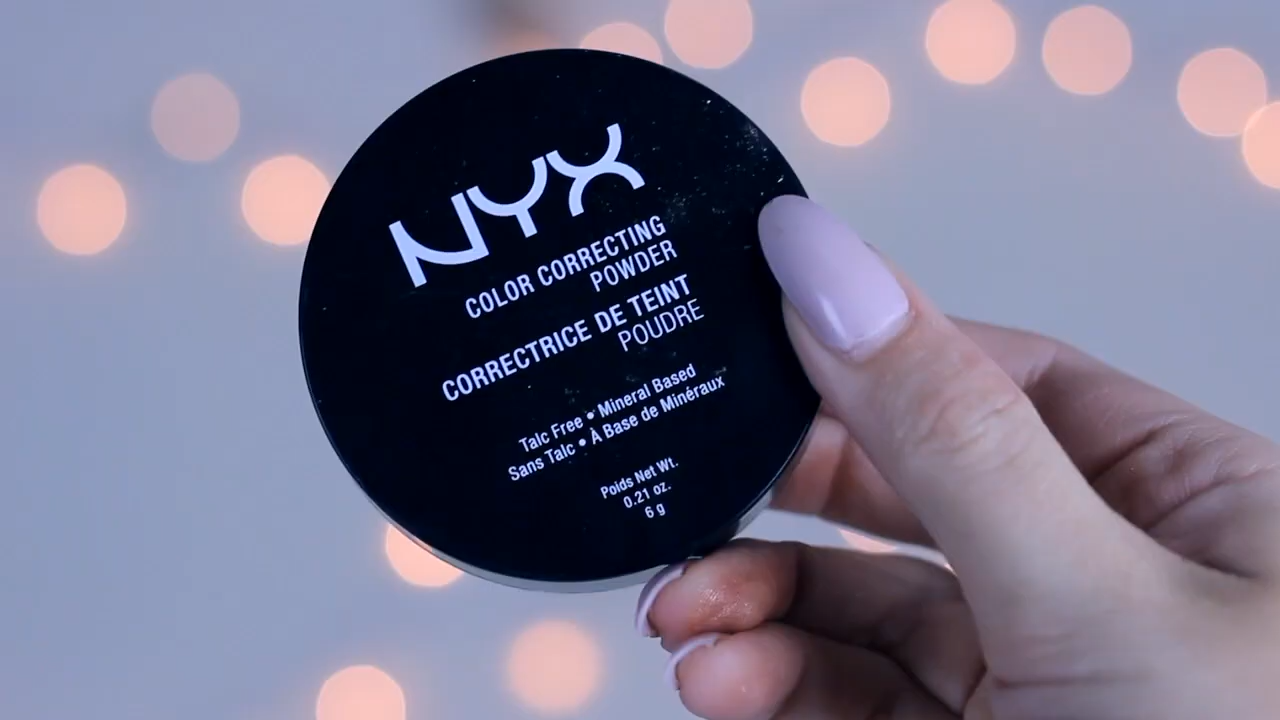 NYX
COLOR CORRECTING
POWDER
CORRECTRICE DE TEINT
POUDRE
Talc Free • Mineral Based
Sans Talc • À Base de Minéraux
Poids Net Wt.
0.21 oz.
6 g